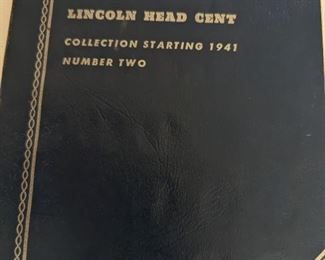 LINCOLN HEAD CENT
COLLECTION STARTING 1941
NUMBER TWO